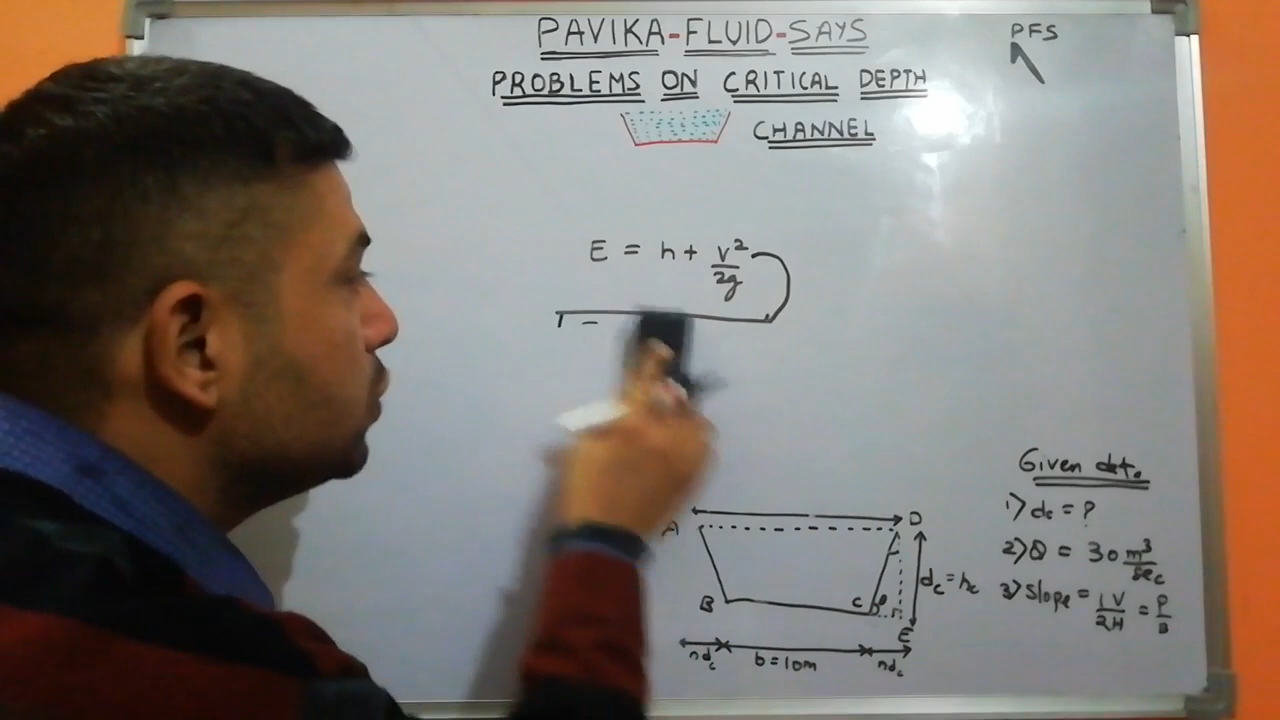 PAVIKA-FLUID-SAYS
PFS
PROBLEMS ON CRITICAL DEPTH
CHANNEL
E = h + v²/2g
Given det.
1) dc = ?
2) Q = 30 m³/sec
3) Slope = 1V/2H = P/B
A
D
B
C
θ
E
dc = hc
ndc
b = 10m
ndc